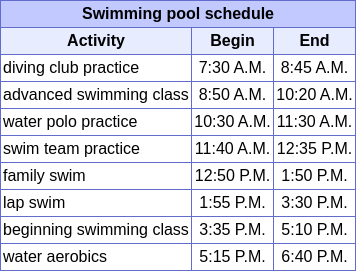 Swimming pool schedule
Activity Begin End
diving club practice 7:30 A.M. 8:45 A.M.
advanced swimming class 8:50 A.M. 10:20 A.M.
water polo practice 10:30 A.M. 11:30 A.M.
swim team practice 11:40 A.M. 12:35 P.M.
family swim 12:50 P.M. 1:50 P.M.
lap swim 1:55 P.M. 3:30 P.M.
beginning swimming class 3:35 P.M. 5:10 P.M.
water aerobics 5:15 P.M. 6:40 P.M.